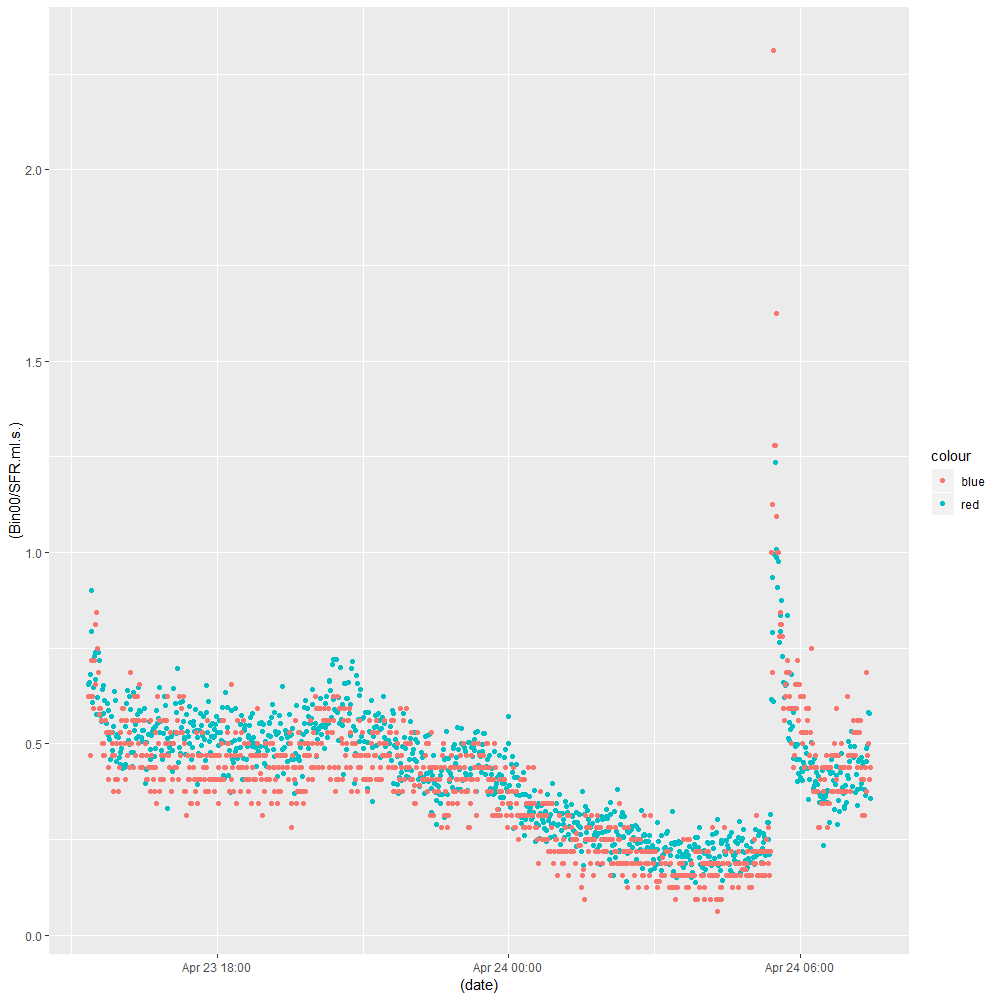 2.0
1.5
1.0
0.5
0.0
(Bin00/SFR.ml.s.)
Apr 23 18:00
Apr 24 00:00
Apr 24 06:00
(date)
colour
blue
red